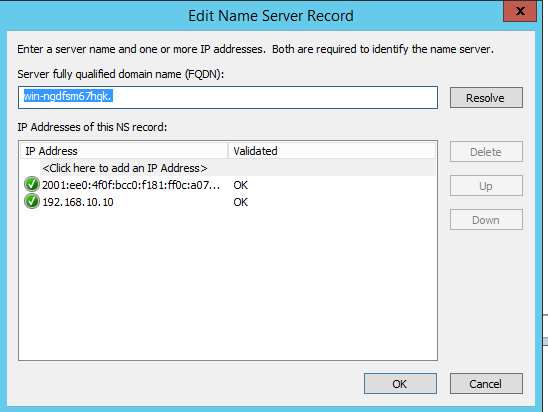 Edit Name Server Record
x
Enter a server name and one or more IP addresses. Both are required to identify the name server.
Server fully qualified domain name (FQDN):
win-ngdfsm67hqk.
Resolve
IP Addresses of this NS record:
IP Address Validated
Delete
<Click here to add an IP Address>
2001:ee0:4f0f:bcc0:f181:ff0c:a07... OK
Up
192.168.10.10 OK
Down
OK Cancel